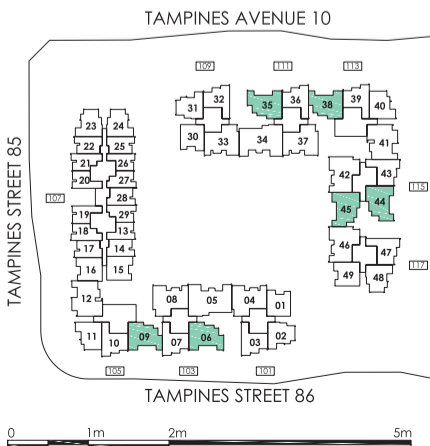 TAMPINES AVENUE 10
109 111 113
32 35 36 38 39 40
31
30 33 34 37 41
TAMPINES STREET 85
23 24
22 25
21 26
20 27
107 28
19 29
18 13
17 14
16 15
42 43 115
45 44
46 47 117
49 48
12 08 05 04 01
11 10 09 07 06 03 02
105 103 101
TAMPINES STREET 86
0 1m 2m 5m